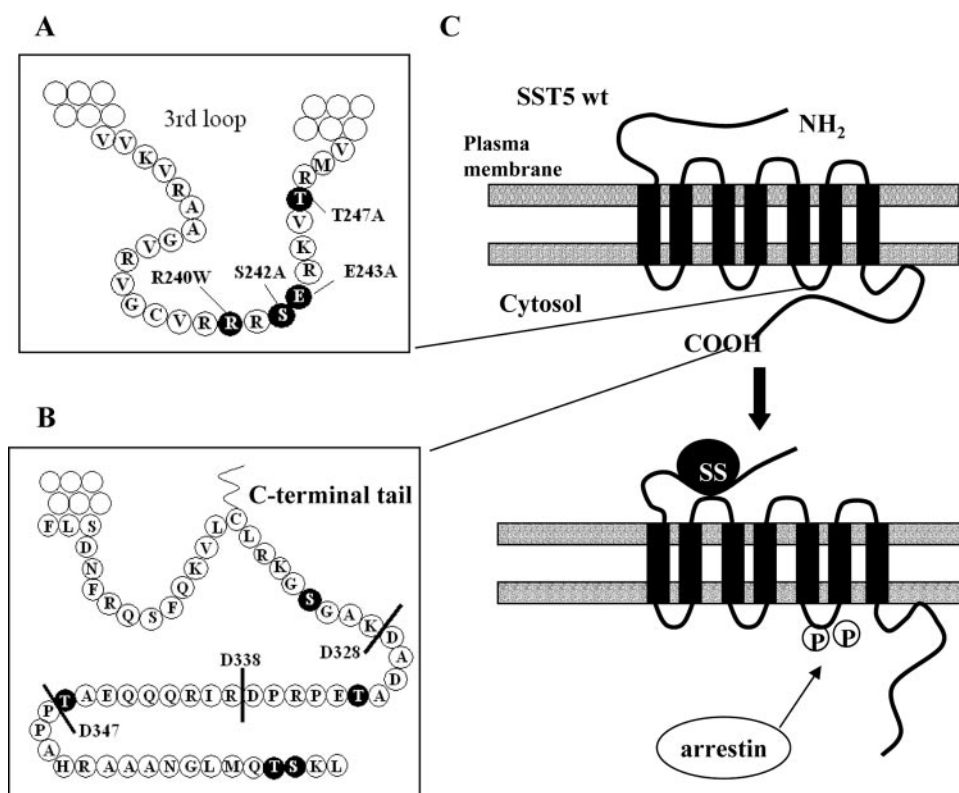 A
3rd loop
V V K V R A A G V R V G C V R R R S E R K V T R M V
R240W
S242A
E243A
T247A
B
C-terminal tail
F L S D N F R Q S F Q K V L C L R K G S G A K D A D
D328
D338
T A E Q Q Q R I R D P R P E T A
D347
P P A
H R A A A N G L M Q T S K L
C
SST5 wt
NH2
Plasma
membrane
Cytosol
COOH
SS
P P
arrestin